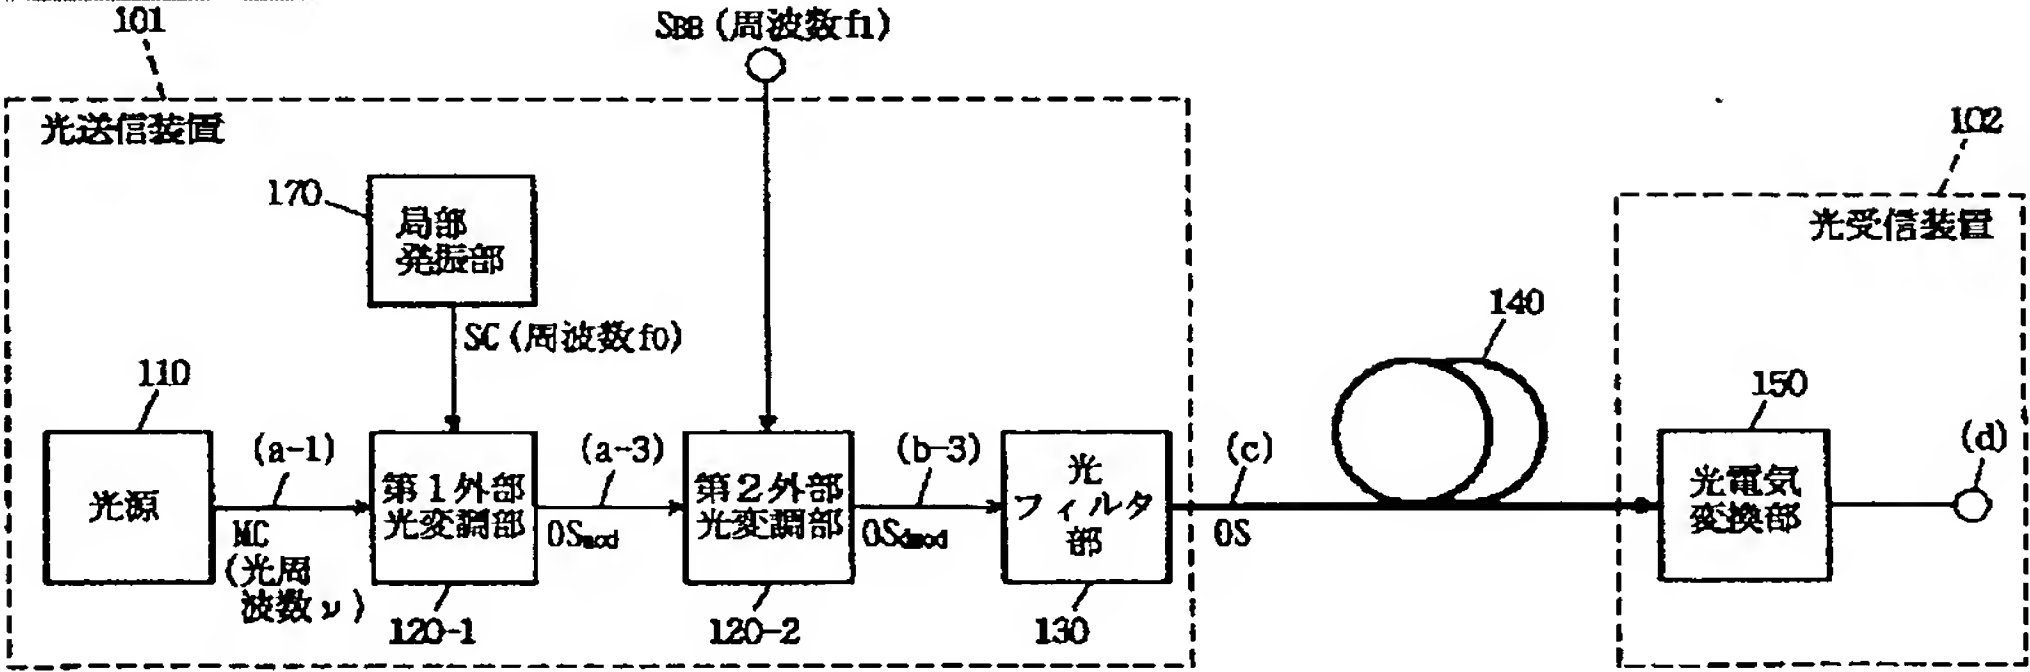 101
SBB (周波数f1)
光送信装置
102
170
局部
発振部
光受信装置
SC (周波数f0)
140
110
150
(a-1)
(a-3)
(b-3)
(c)
(d)
光源
第1外部
光変調部
第2外部
光変調部
光
フィルタ
部
光電気
変換部
MC
(光周
波数ν)
OSmod
OSdmod
OS
120-1
120-2
130